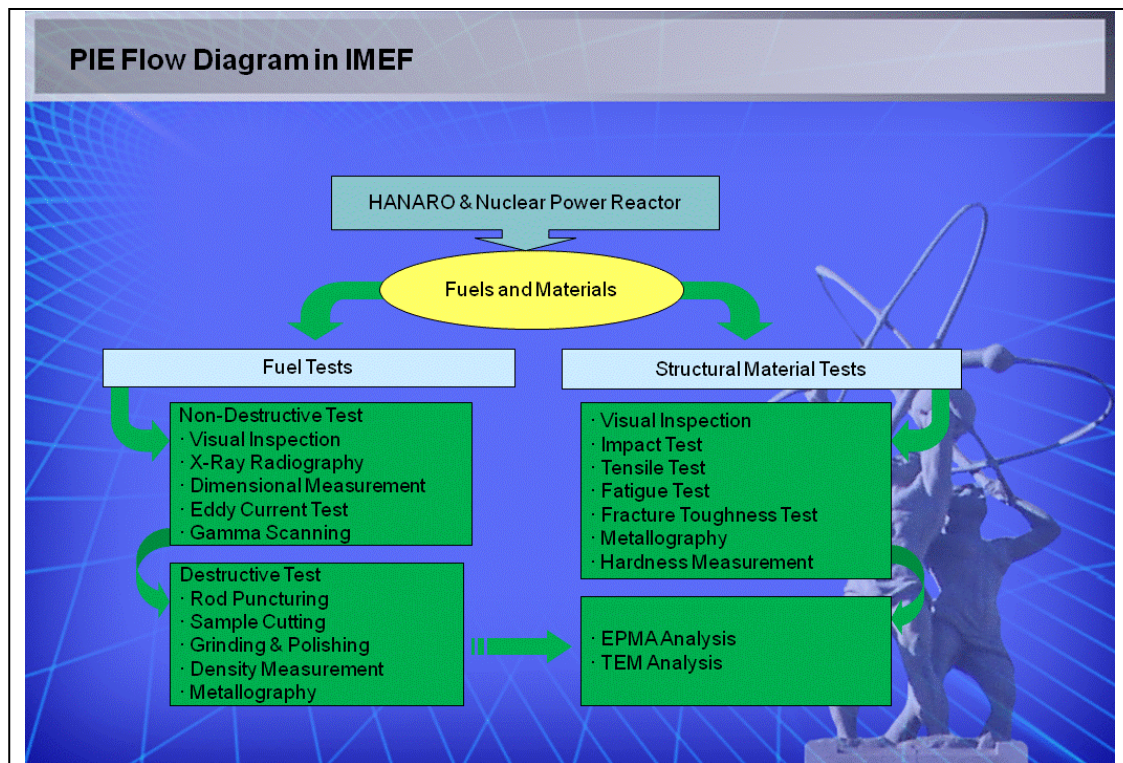 PIE Flow Diagram in IMEF
HANARO & Nuclear Power Reactor
Fuels and Materials
Fuel Tests
Non-Destructive Test
· Visual Inspection
· X-Ray Radiography
· Dimensional Measurement
· Eddy Current Test
· Gamma Scanning
Destructive Test
· Rod Puncturing
· Sample Cutting
· Grinding & Polishing
· Density Measurement
· Metallography
Structural Material Tests
· Visual Inspection
· Impact Test
· Tensile Test
· Fatigue Test
· Fracture Toughness Test
· Metallography
· Hardness Measurement
· EPMA Analysis
· TEM Analysis